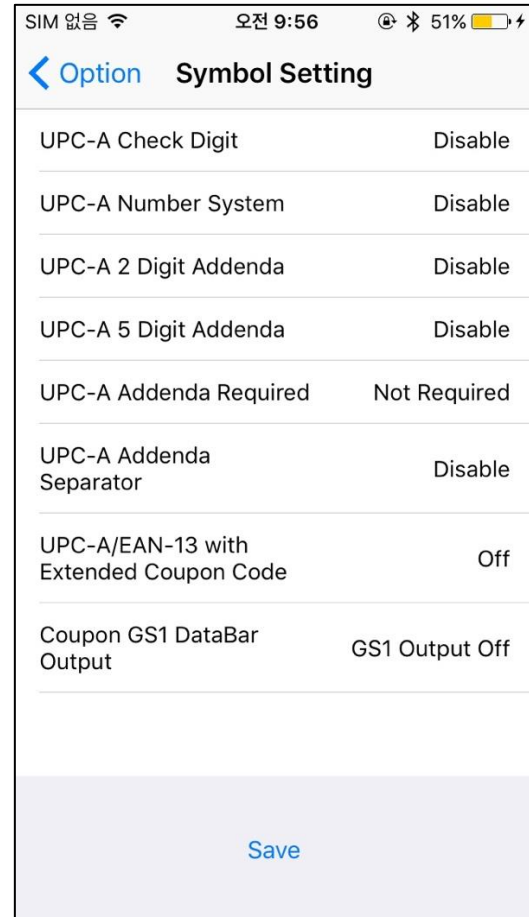 SIM 없음 오전 9:56 51%
Option Symbol Setting
UPC-A Check Digit Disable
UPC-A Number System Disable
UPC-A 2 Digit Addenda Disable
UPC-A 5 Digit Addenda Disable
UPC-A Addenda Required Not Required
UPC-A Addenda
Separator Disable
UPC-A/EAN-13 with
Extended Coupon Code Off
Coupon GS1 DataBar
Output GS1 Output Off
Save